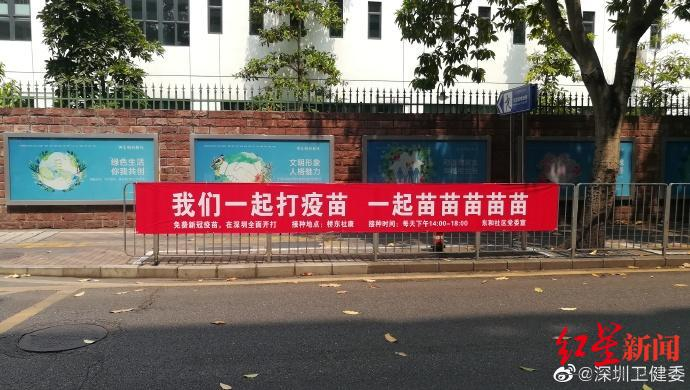 绿色生活
你我共创
文明形象
人格魅力
我们一起打疫苗 一起苗苗苗苗苗
免费新冠疫苗，在深圳全面开打 接种地点：桥东社康 接种时间：每天下午14:00-18:00 东和社区党委宣
红星新闻
@深圳卫健委